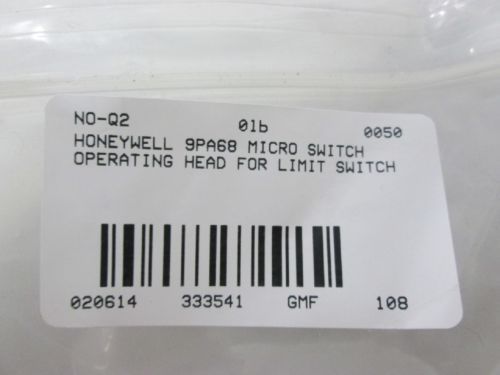 NO-Q2 01b 0050
HONEYWELL 9PA68 MICRO SWITCH
OPERATING HEAD FOR LIMIT SWITCH
020614 333541 GMF 108